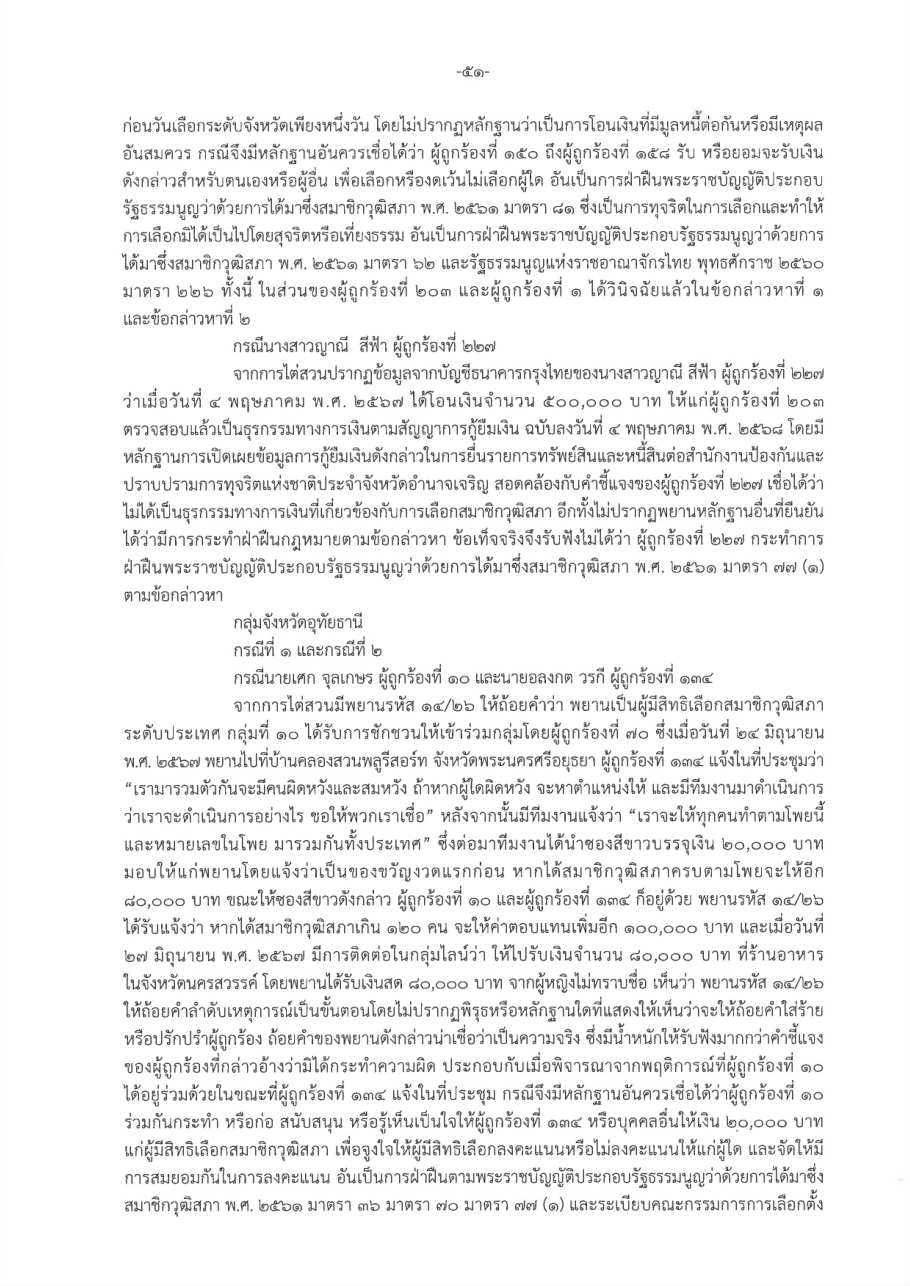 -๕๑-
ก่อนวันเลือกระดับจังหวัดเพียงหนึ่งวัน โดยไม่ปรากฏหลักฐานว่าเป็นการโอนเงินที่มีมูลหนี้ต่อกันหรือมีเหตุผล
อันสมควร กรณีจึงมีหลักฐานอันควรเชื่อได้ว่า ผู้ถูกร้องที่ ๑๕๐ ถึงผู้ถูกร้องที่ ๑๕๘ รับ หรือยอมจะรับเงิน
ดังกล่าวสำหรับตนเองหรือผู้อื่น เพื่อเลือกหรืองดเว้นไม่เลือกผู้ใด อันเป็นการฝ่าฝืนพระราชบัญญัติประกอบ
รัฐธรรมนูญว่าด้วยการได้มาซึ่งสมาชิกวุฒิสภา พ.ศ. ๒๕๖๑ มาตรา ๘๑ ซึ่งเป็นการทุจริตในการเลือกและทำให้
การเลือกมิได้เป็นไปโดยสุจริตหรือเที่ยงธรรม อันเป็นการฝ่าฝืนพระราชบัญญัติประกอบรัฐธรรมนูญว่าด้วยการ
ได้มาซึ่งสมาชิกวุฒิสภา พ.ศ. ๒๕๖๑ มาตรา ๖๒ และรัฐธรรมนูญแห่งราชอาณาจักรไทย พุทธศักราช ๒๕๖๐
มาตรา ๒๒๖ ทั้งนี้ ในส่วนของผู้ถูกร้องที่ ๒๐๓ และผู้ถูกร้องที่ ๑ ได้วินิจฉัยแล้วในข้อกล่าวหาที่ ๑
และข้อกล่าวหาที่ ๒
กรณีนางสาวญาณี สีฟ้า ผู้ถูกร้องที่ ๒๒๗
จากการไต่สวนปรากฏข้อมูลจากบัญชีธนาคารกรุงไทยของนางสาวญาณี สีฟ้า ผู้ถูกร้องที่ ๒๒๗
ว่าเมื่อวันที่ ๔ พฤษภาคม พ.ศ. ๒๕๖๗ ได้โอนเงินจำนวน ๕๐๐,๐๐๐ บาท ให้แก่ผู้ถูกร้องที่ ๒๐๓
ตรวจสอบแล้วเป็นธุรกรรมทางการเงินตามสัญญาการกู้ยืมเงิน ฉบับลงวันที่ ๔ พฤษภาคม พ.ศ. ๒๕๖๘ โดยมี
หลักฐานการเปิดเผยข้อมูลการกู้ยืมเงินดังกล่าวในการยื่นรายการทรัพย์สินและหนี้สินต่อสำนักงานป้องกันและ
ปราบปรามการทุจริตแห่งชาติประจำจังหวัดอำนาจเจริญ สอดคล้องกับคำชี้แจงของผู้ถูกร้องที่ ๒๒๗ เชื่อได้ว่า
ไม่ได้เป็นธุรกรรมทางการเงินที่เกี่ยวข้องกับการเลือกสมาชิกวุฒิสภา อีกทั้งไม่ปรากฏพยานหลักฐานอื่นที่ยืนยัน
ได้ว่ามีการกระทำฝ่าฝืนกฎหมายตามข้อกล่าวหา ข้อเท็จจริงจึงรับฟังไม่ได้ว่า ผู้ถูกร้องที่ ๒๒๗ กระทำการ
ฝ่าฝืนพระราชบัญญัติประกอบรัฐธรรมนูญว่าด้วยการได้มาซึ่งสมาชิกวุฒิสภา พ.ศ. ๒๕๖๑ มาตรา ๗๗ (๑)
ตามข้อกล่าวหา
กลุ่มจังหวัดอุทัยธานี
กรณีที่ ๑ และกรณีที่ ๒
กรณีนายเศก จุลเกษร ผู้ถูกร้องที่ ๑๐ และนายอลงกต วรกี ผู้ถูกร้องที่ ๑๓๔
จากการไต่สวนมีพยานรหัส ๑๔/๒๖ ให้ถ้อยคำว่า พยานเป็นผู้มีสิทธิเลือกสมาชิกวุฒิสภา
ระดับประเทศ กลุ่มที่ ๑๐ ได้รับการชักชวนให้เข้าร่วมกลุ่มโดยผู้ถูกร้องที่ ๗๐ ซึ่งเมื่อวันที่ ๒๔ มิถุนายน
พ.ศ. ๒๕๖๗ พยานไปที่บ้านคลองสวนพลูรีสอร์ท จังหวัดพระนครศรีอยุธยา ผู้ถูกร้องที่ ๑๓๔ แจ้งในที่ประชุมว่า
“เรามารวมตัวกันจะมีคนผิดหวังและสมหวัง ถ้าหากผู้ใดผิดหวัง จะหาตำแหน่งให้ และมีทีมงานมาดำเนินการ
ว่าเราจะดำเนินการอย่างไร ขอให้พวกเราเชื่อ” หลังจากนั้นมีทีมงานแจ้งว่า “เราจะให้ทุกคนทำตามโพยนี้
และหมายเลขในโพย มารวมกันทั้งประเทศ” ซึ่งต่อมาทีมงานได้นำซองสีขาวบรรจุเงิน ๒๐,๐๐๐ บาท
มอบให้แก่พยานโดยแจ้งว่าเป็นของขวัญงวดแรกก่อน หากได้สมาชิกวุฒิสภาครบตามโพยจะให้อีก
๘๐,๐๐๐ บาท ขณะให้ซองสีขาวดังกล่าว ผู้ถูกร้องที่ ๑๐ และผู้ถูกร้องที่ ๑๓๔ ก็อยู่ด้วย พยานรหัส ๑๔/๒๖
ได้รับแจ้งว่า หากได้สมาชิกวุฒิสภาเกิน ๑๒๐ คน จะให้ค่าตอบแทนเพิ่มอีก ๑๐๐,๐๐๐ บาท และเมื่อวันที่
๒๗ มิถุนายน พ.ศ. ๒๕๖๗ มีการติดต่อในกลุ่มไลน์ว่า ให้ไปรับเงินจำนวน ๘๐,๐๐๐ บาท ที่ร้านอาหาร
ในจังหวัดนครสวรรค์ โดยพยานได้รับเงินสด ๘๐,๐๐๐ บาท จากผู้หญิงไม่ทราบชื่อ เห็นว่า พยานรหัส ๑๔/๒๖
ให้ถ้อยคำลำดับเหตุการณ์เป็นขั้นตอนโดยไม่ปรากฏพิรุธหรือหลักฐานใดที่แสดงให้เห็นว่าจะให้ถ้อยคำใส่ร้าย
หรือปรักปรำผู้ถูกร้อง ถ้อยคำของพยานดังกล่าวน่าเชื่อว่าเป็นความจริง ซึ่งมีน้ำหนักให้รับฟังมากกว่าคำชี้แจง
ของผู้ถูกร้องที่กล่าวอ้างว่ามิได้กระทำความผิด ประกอบกับเมื่อพิจารณาจากพฤติการณ์ที่ผู้ถูกร้องที่ ๑๐
ได้อยู่ร่วมด้วยในขณะที่ผู้ถูกร้องที่ ๑๓๔ แจ้งในที่ประชุม กรณีจึงมีหลักฐานอันควรเชื่อได้ว่าผู้ถูกร้องที่ ๑๐
ร่วมกันกระทำ หรือก่อ สนับสนุน หรือรู้เห็นเป็นใจให้ผู้ถูกร้องที่ ๑๓๔ หรือบุคคลอื่นให้เงิน ๒๐,๐๐๐ บาท
แก่ผู้มีสิทธิเลือกสมาชิกวุฒิสภา เพื่อจูงใจให้ผู้มีสิทธิเลือกลงคะแนนหรือไม่ลงคะแนนให้แก่ผู้ใด และจัดให้มี
การสมยอมกันในการลงคะแนน อันเป็นการฝ่าฝืนตามพระราชบัญญัติประกอบรัฐธรรมนูญว่าด้วยการได้มาซึ่ง
สมาชิกวุฒิสภา พ.ศ. ๒๕๖๑ มาตรา ๓๖ มาตรา ๗๐ มาตรา ๗๗ (๑) และระเบียบคณะกรรมการการเลือกตั้ง